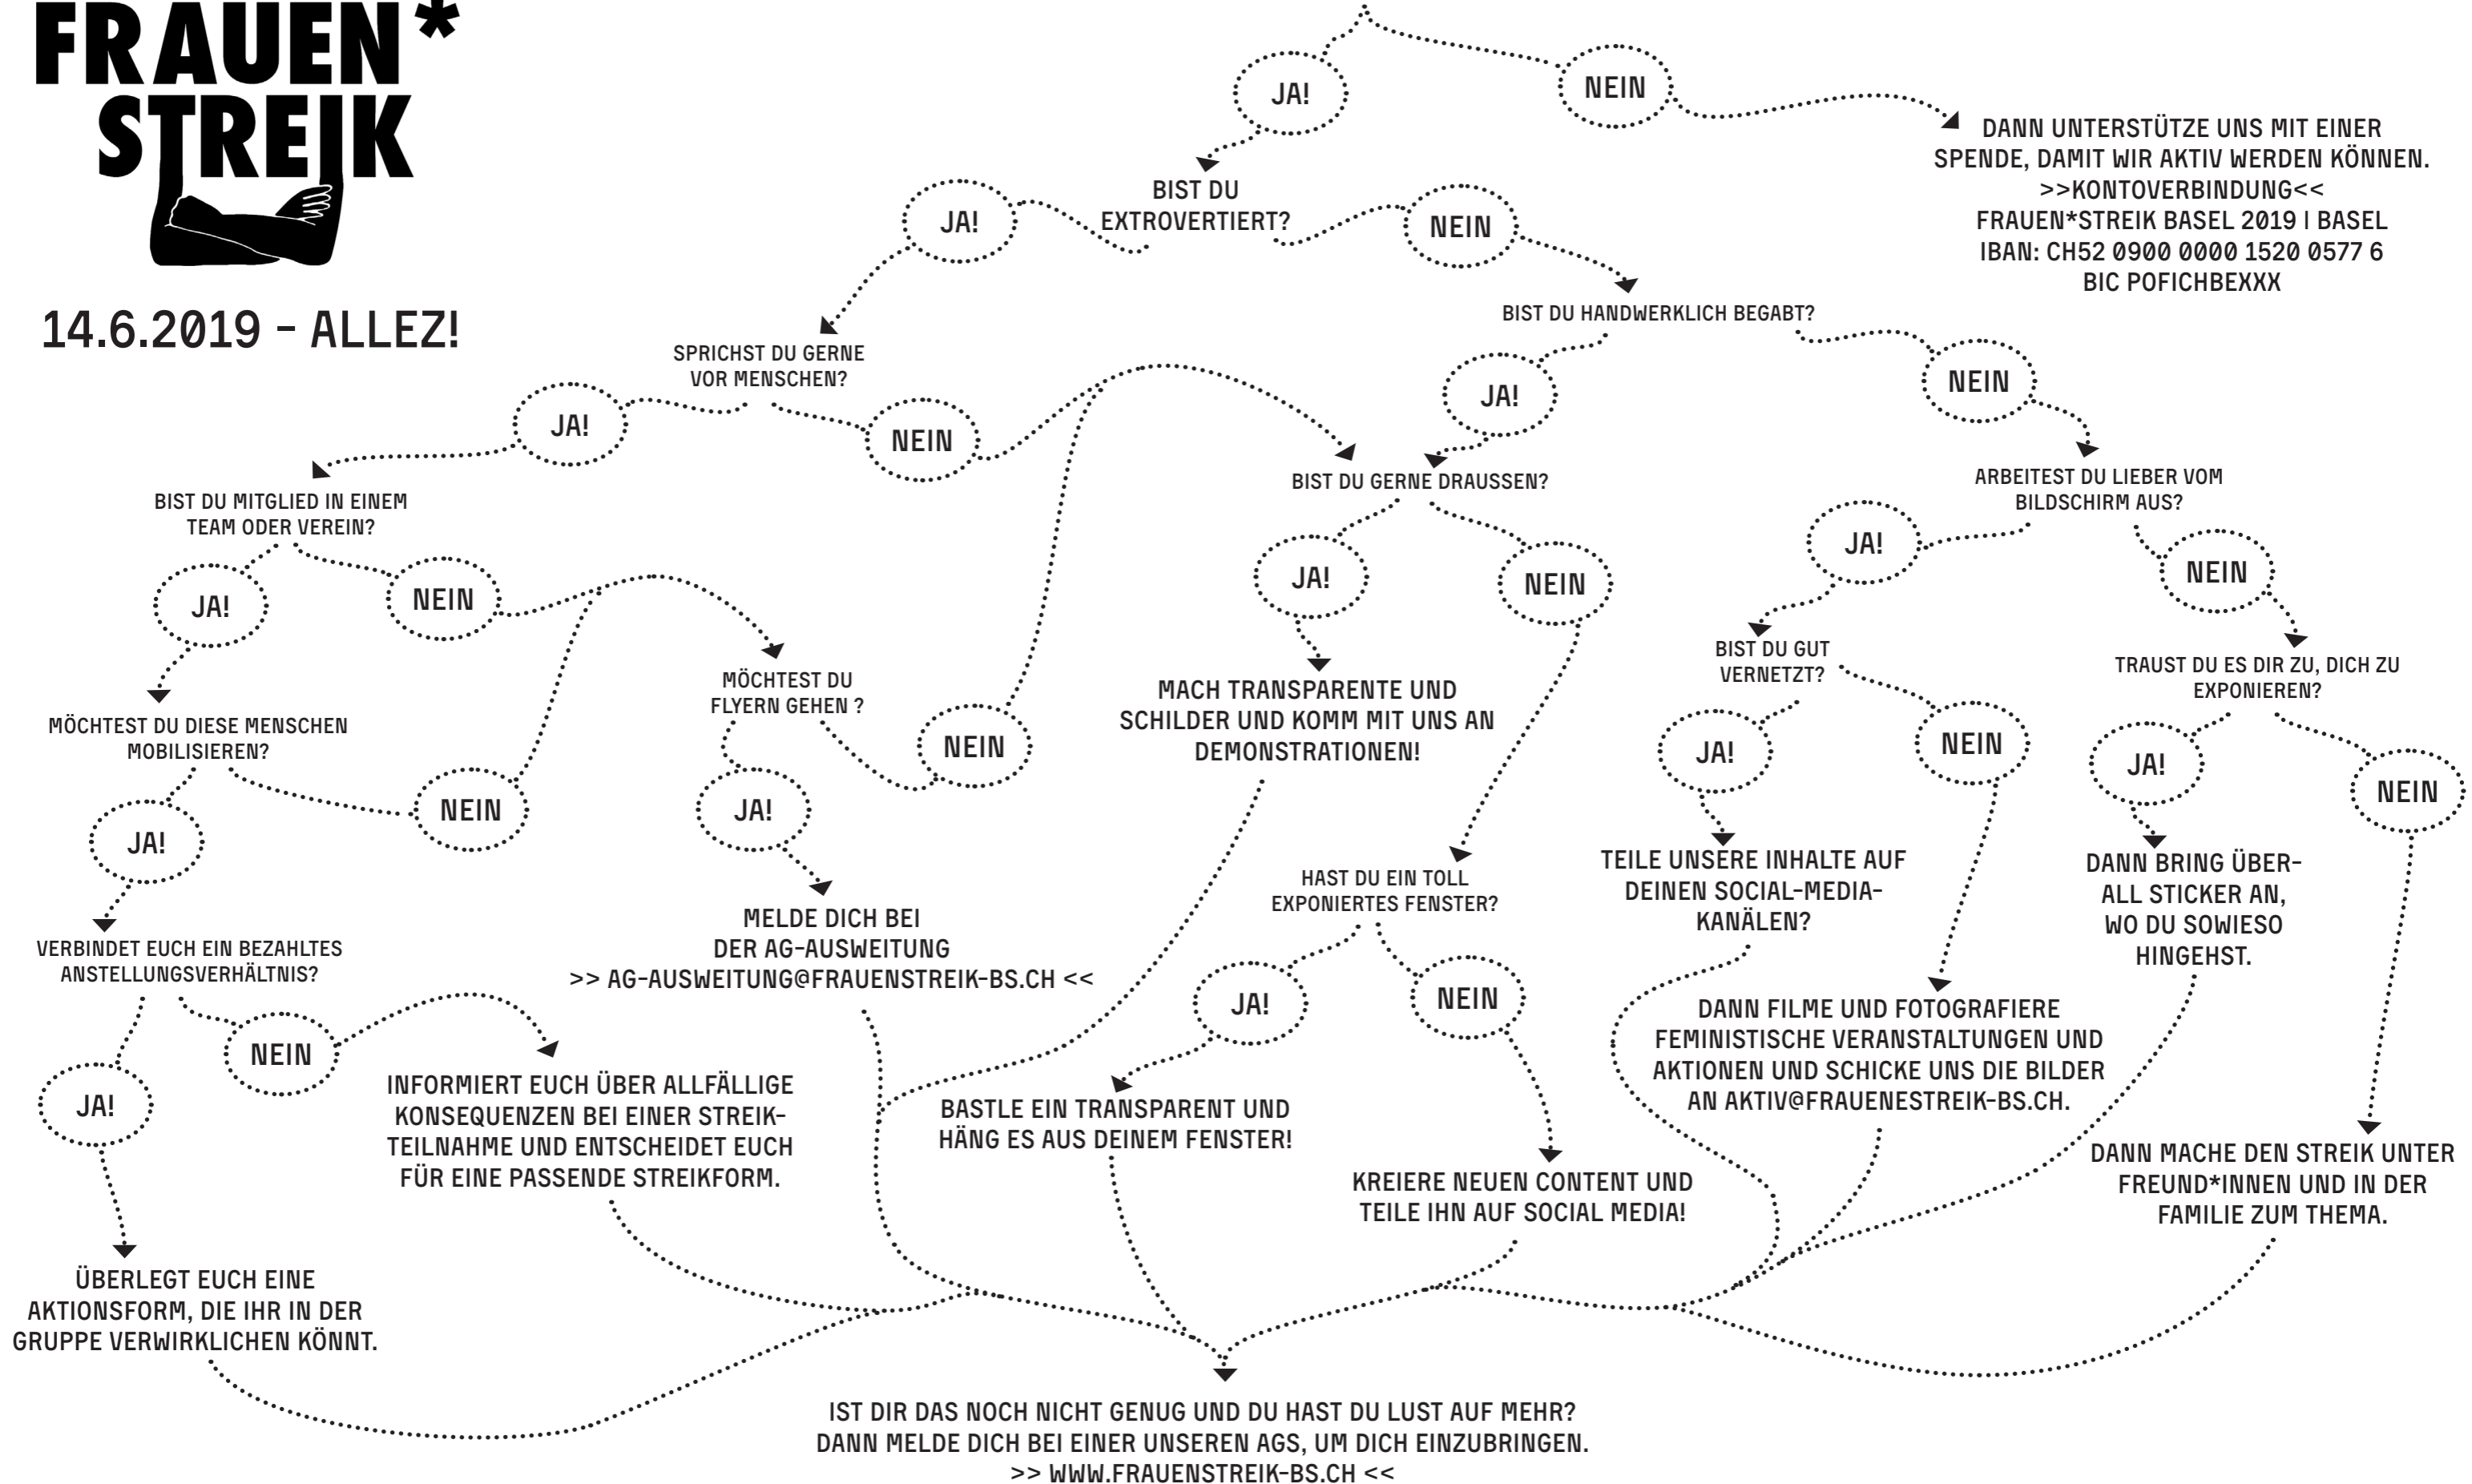 FRAUEN*
STREIK
14.6.2019 – ALLEZ!
JA!
NEIN
DANN UNTERSTÜTZE UNS MIT EINER
SPENDE, DAMIT WIR AKTIV WERDEN KÖNNEN.
>>KONTOVERBINDUNG<<
FRAUEN*STREIK BASEL 2019 | BASEL
IBAN: CH52 0900 0000 1520 0577 6
BIC POFICHBEXXX
BIST DU
EXTROVERTIERT?
JA!
NEIN
SPRICHST DU GERNE
VOR MENSCHEN?
JA!
NEIN
BIST DU HANDWERKLICH BEGABT?
JA!
NEIN
BIST DU MITGLIED IN EINEM
TEAM ODER VEREIN?
JA!
NEIN
BIST DU GERNE DRAUSSEN?
JA!
NEIN
ARBEITEST DU LIEBER VOM
BILDSCHIRM AUS?
JA!
NEIN
MÖCHTEST DU DIESE MENSCHEN
MOBILISIEREN?
JA!
NEIN
MÖCHTEST DU
FLYERN GEHEN ?
JA!
NEIN
MACH TRANSPARENTE UND
SCHILDER UND KOMM MIT UNS AN
DEMONSTRATIONEN!
BIST DU GUT
VERNETZT?
JA!
NEIN
TRAUST DU ES DIR ZU, DICH ZU
EXPONIEREN?
JA!
NEIN
VERBINDET EUCH EIN BEZAHLTES
ANSTELLUNGSVERHÄLTNIS?
JA!
NEIN
MELDE DICH BEI
DER AG-AUSWEITUNG
>> AG-AUSWEITUNG@FRAUENSTREIK-BS.CH <<
HAST DU EIN TOLL
EXPONIERTES FENSTER?
JA!
NEIN
TEILE UNSERE INHALTE AUF
DEINEN SOCIAL-MEDIA-
KANÄLEN?
DANN BRING ÜBER-
ALL STICKER AN,
WO DU SOWIESO
HINGEHST.
DANN FILME UND FOTOGRAFIERE
FEMINISTISCHE VERANSTALTUNGEN UND
AKTIONEN UND SCHICKE UNS DIE BILDER
AN AKTIV@FRAUENESTREIK-BS.CH.
INFORMIERT EUCH ÜBER ALLFÄLLIGE
KONSEQUENZEN BEI EINER STREIK-
TEILNAHME UND ENTSCHEIDET EUCH
FÜR EINE PASSENDE STREIKFORM.
BASTLE EIN TRANSPARENT UND
HÄNG ES AUS DEINEM FENSTER!
KREIERE NEUEN CONTENT UND
TEILE IHN AUF SOCIAL MEDIA!
DANN MACHE DEN STREIK UNTER
FREUND*INNEN UND IN DER
FAMILIE ZUM THEMA.
ÜBERLEGT EUCH EINE
AKTIONSFORM, DIE IHR IN DER
GRUPPE VERWIRKLICHEN KÖNNT.
IST DIR DAS NOCH NICHT GENUG UND DU HAST DU LUST AUF MEHR?
DANN MELDE DICH BEI EINER UNSEREN AGS, UM DICH EINZUBRINGEN.
>> WWW.FRAUENSTREIK-BS.CH <<